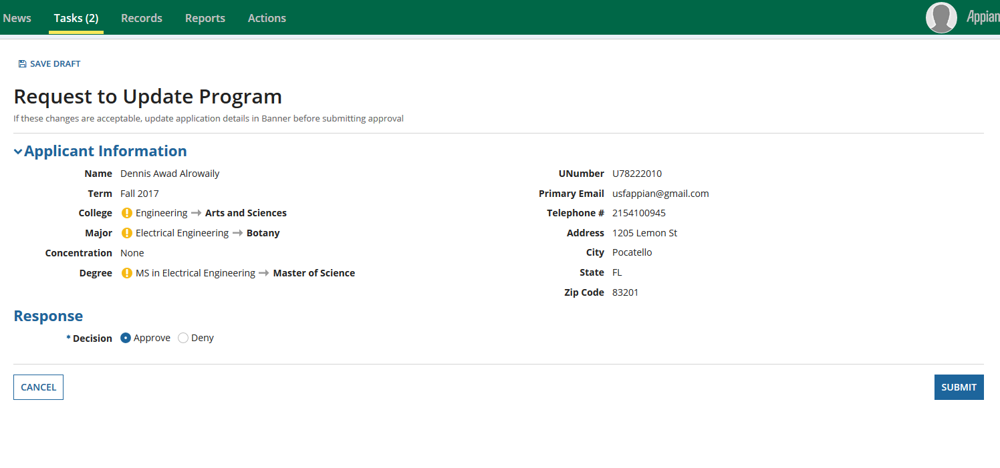 News Tasks (2) Records Reports Actions Appian
SAVE DRAFT
Request to Update Program
If these changes are acceptable, update application details in Banner before submitting approval
Applicant Information
Name Dennis Awad Alrowaily
Term Fall 2017
College Engineering → Arts and Sciences
Major Electrical Engineering → Botany
Concentration None
Degree MS in Electrical Engineering → Master of Science
UNumber U78222010
Primary Email usfappian@gmail.com
Telephone # 2154100945
Address 1205 Lemon St
City Pocatello
State FL
Zip Code 83201
Response
* Decision Approve Deny
CANCEL SUBMIT